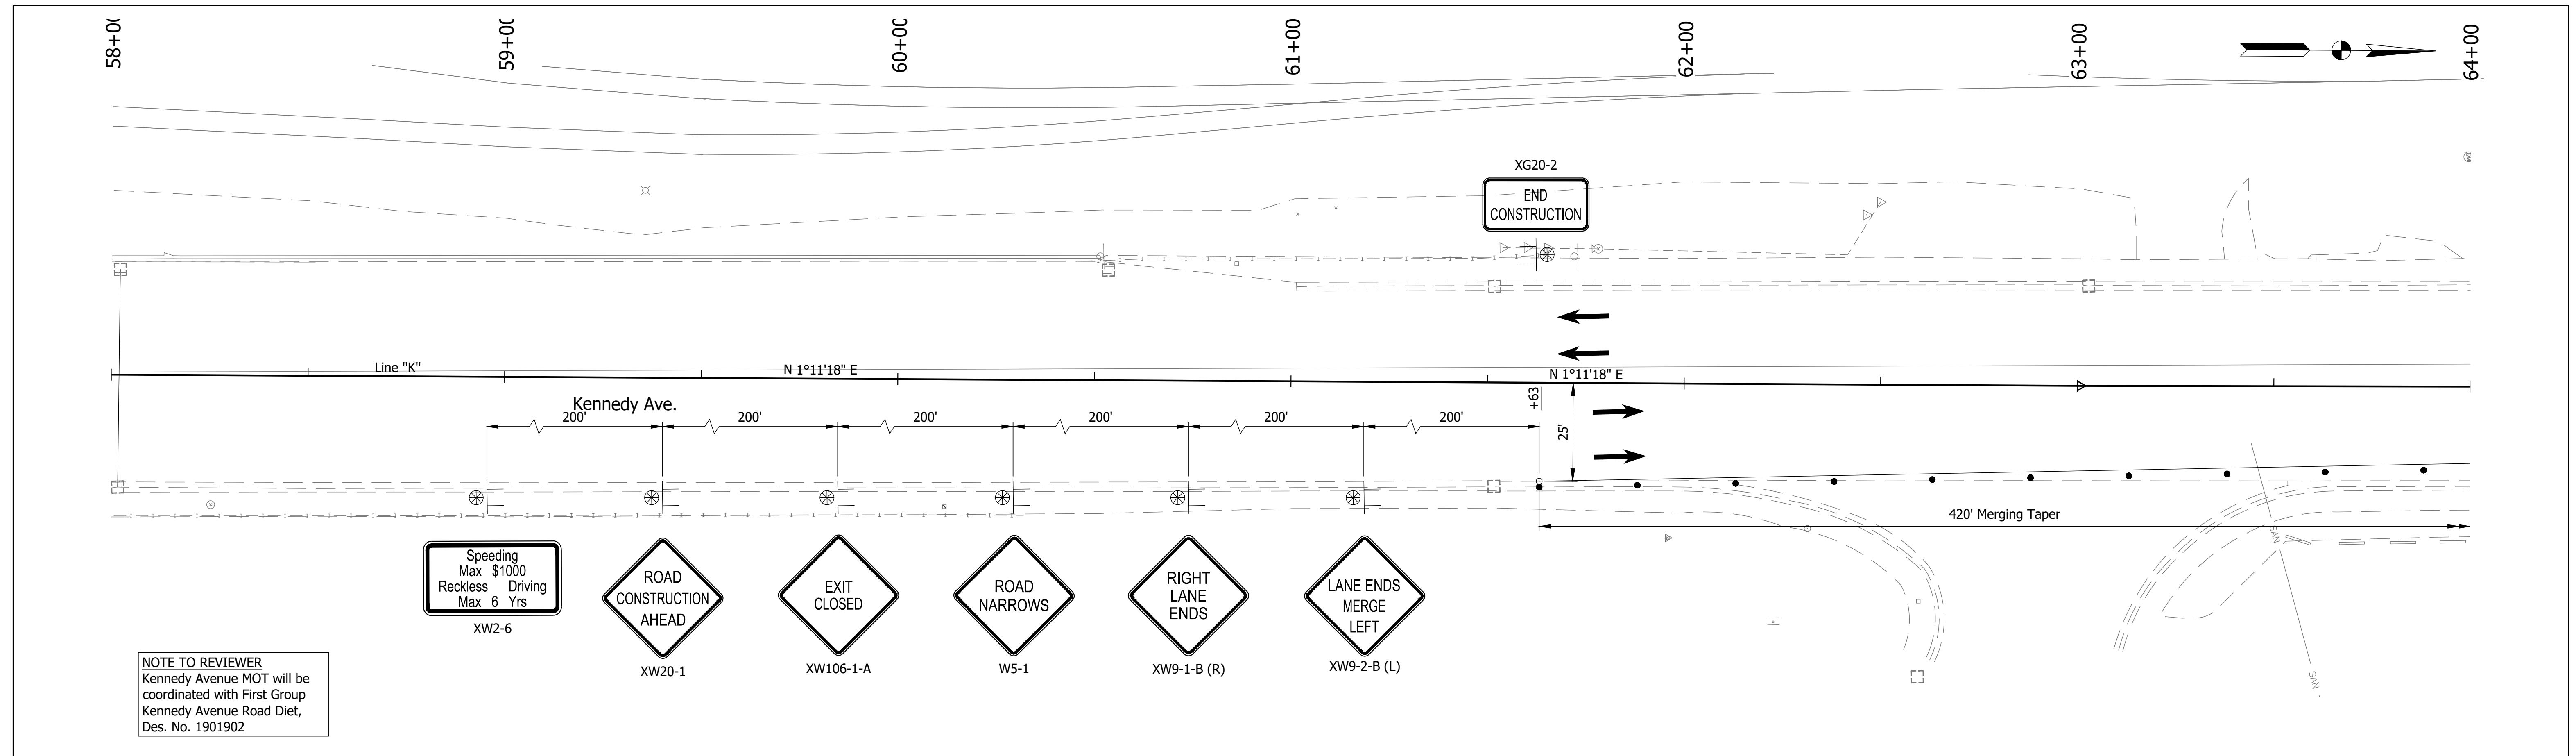 58+00
59+00
60+00
61+00
62+00
63+00
64+00
XG20-2
END
CONSTRUCTION
Line "K"
N 1°11'18" E
N 1°11'18" E
Kennedy Ave.
+63
200'
200'
200'
200'
200'
200'
25'
420' Merging Taper
SAN
SAN
Speeding
Max $1000
Reckless Driving
Max 6 Yrs
XW2-6
ROAD
CONSTRUCTION
AHEAD
XW20-1
EXIT
CLOSED
XW106-1-A
ROAD
NARROWS
W5-1
RIGHT
LANE
ENDS
XW9-1-B (R)
LANE ENDS
MERGE
LEFT
XW9-2-B (L)
NOTE TO REVIEWER
Kennedy Avenue MOT will be
coordinated with First Group
Kennedy Avenue Road Diet,
Des. No. 1901902